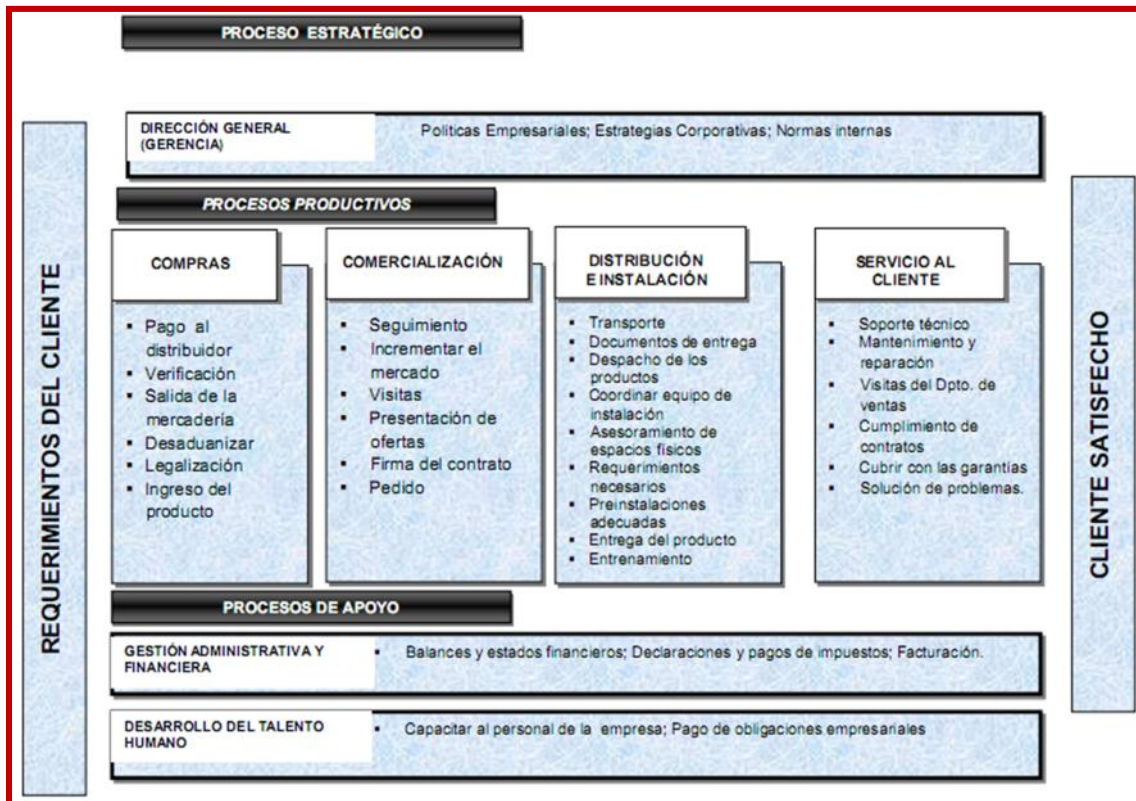 PROCESO ESTRATÉGICO
REQUERIMIENTOS DEL CLIENTE
DIRECCIÓN GENERAL
(GERENCIA)
Políticas Empresariales; Estrategias Corporativas; Normas internas
PROCESOS PRODUCTIVOS
COMPRAS
▪ Pago al
distribuidor
▪ Verificación
▪ Salida de la
mercadería
▪ Desaduanizar
▪ Legalización
▪ Ingreso del
producto
COMERCIALIZACIÓN
▪ Seguimiento
▪ Incrementar el
mercado
▪ Visitas
▪ Presentación de
ofertas
▪ Firma del contrato
▪ Pedido
DISTRIBUCIÓN
E INSTALACIÓN
▪ Transporte
▪ Documentos de entrega
▪ Despacho de los
productos
▪ Coordinar equipo de
instalación
▪ Asesoramiento de
espacios físicos
▪ Requerimientos
necesarios
▪ Preinstalaciones
adecuadas
▪ Entrega del producto
▪ Entrenamiento
SERVICIO AL
CLIENTE
▪ Soporte técnico
▪ Mantenimiento y
reparación
▪ Visitas del Dpto. de
ventas
▪ Cumplimiento de
contratos
▪ Cubrir con las garantías
▪ Solución de problemas.
PROCESOS DE APOYO
GESTIÓN ADMINISTRATIVA Y
FINANCIERA
▪ Balances y estados financieros; Declaraciones y pagos de impuestos; Facturación.
DESARROLLO DEL TALENTO
HUMANO
▪ Capacitar al personal de la empresa; Pago de obligaciones empresariales
CLIENTE SATISFECHO